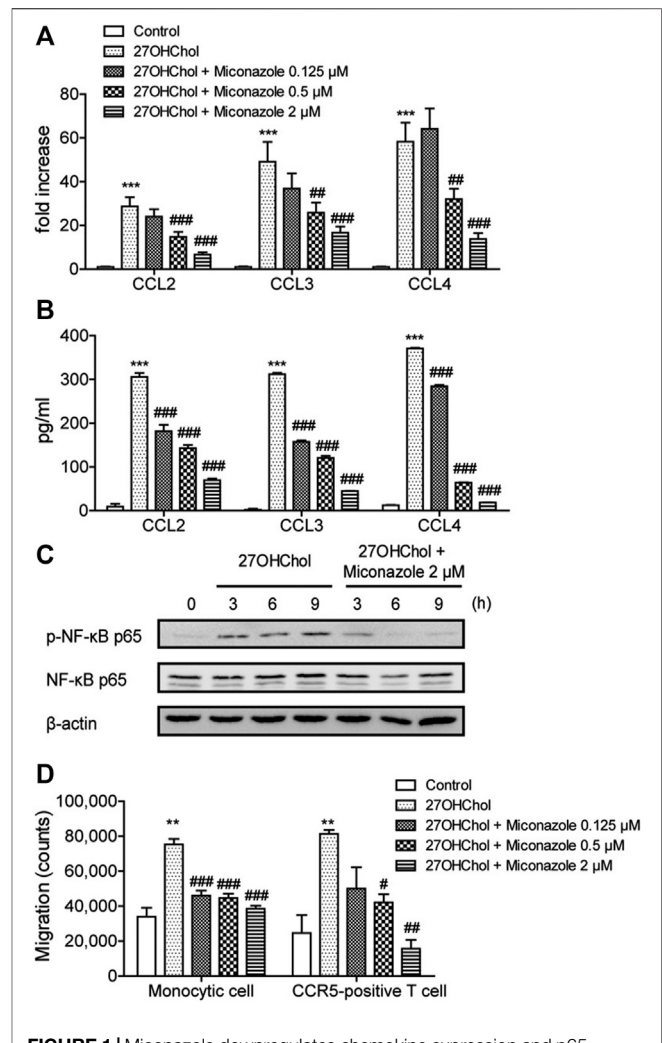 A
Control
27OHChol
27OHChol + Miconazole 0.125 µM
27OHChol + Miconazole 0.5 µM
27OHChol + Miconazole 2 µM
fold increase
80
60
40
20
0
***
###
###
***
##
###
***
##
###
CCL2 CCL3 CCL4
B
pg/ml
400
300
200
100
0
***
###
###
###
***
###
###
###
***
###
###
###
CCL2 CCL3 CCL4
C
27OHChol
27OHChol +
Miconazole 2 µM
0 3 6 9 3 6 9 (h)
p-NF-κB p65
NF-κB p65
β-actin
D
Control
27OHChol
27OHChol + Miconazole 0.125 µM
27OHChol + Miconazole 0.5 µM
27OHChol + Miconazole 2 µM
Migration (counts)
100,000
80,000
60,000
40,000
20,000
0
**
### ### ###
**
#
##
Monocytic cell CCR5-positive T cell
FIGURE 1 | Miconazole downregulates chemokine expression and p65